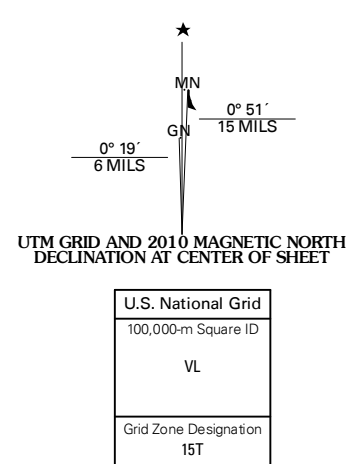 ★
MN
0° 51´
15 MILS
GN
0° 19´
6 MILS
UTM GRID AND 2010 MAGNETIC NORTH
DECLINATION AT CENTER OF SHEET
U.S. National Grid
100,000-m Square ID
VL
Grid Zone Designation
15T